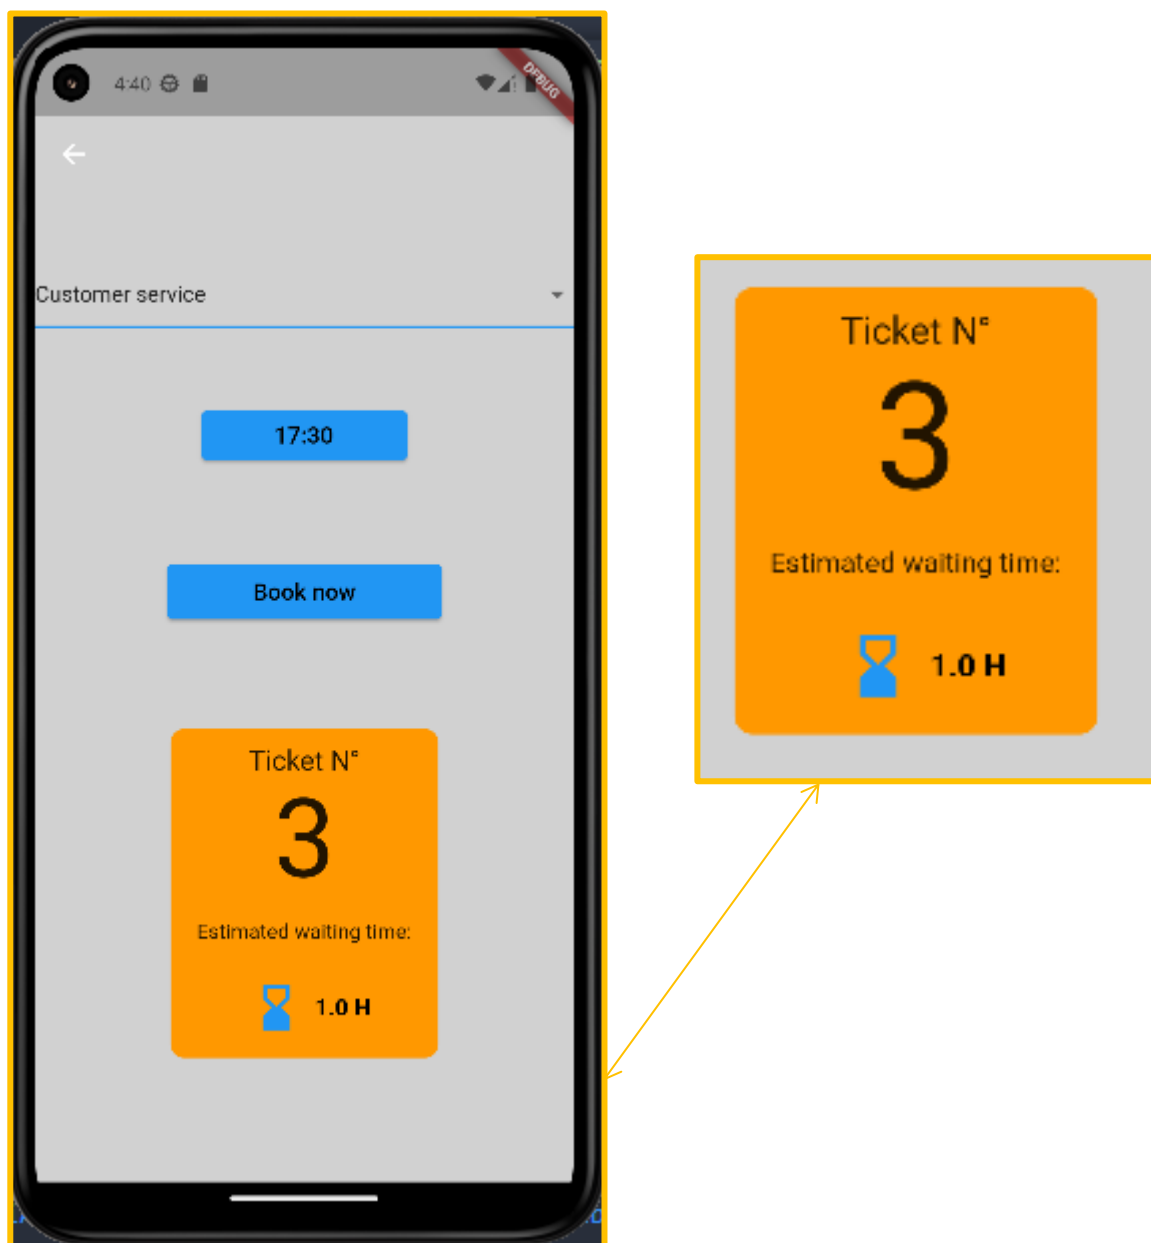 4:40
DEBUG
Customer service
17:30
Book now
Ticket N°
3
Estimated waiting time:
1.0 H
Ticket N°
3
Estimated waiting time:
1.0 H